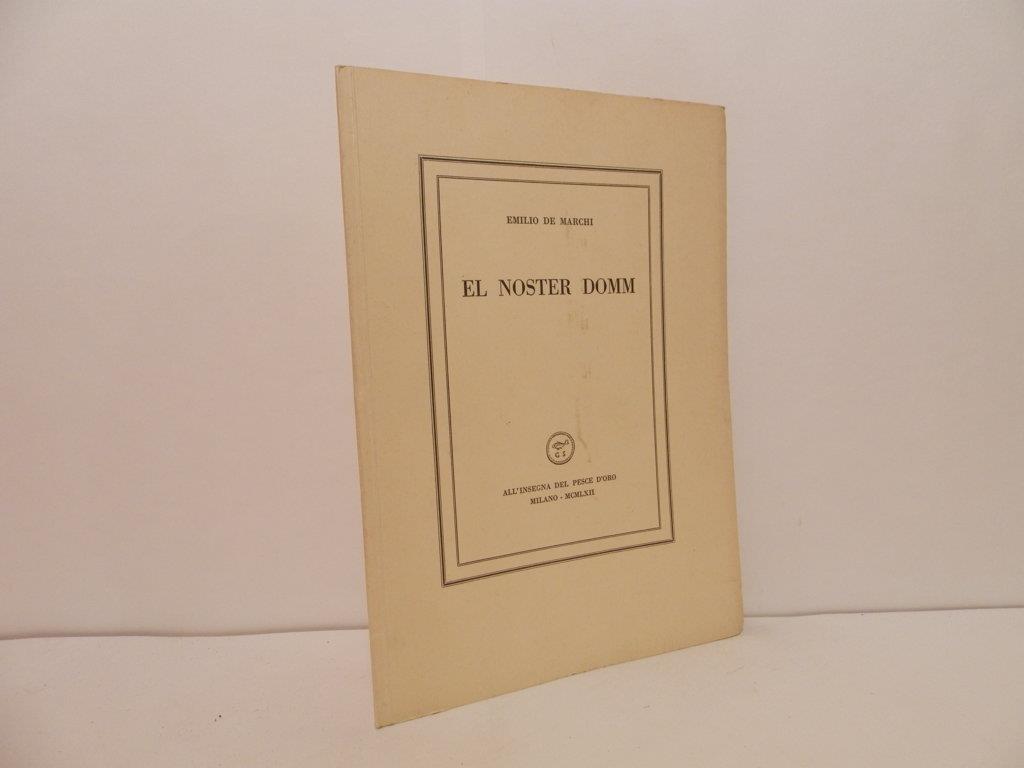 EMILIO DE MARCHI
EL NOSTER DOMM
G S
ALL'INSEGNA DEL PESCE D'ORO
MILANO - MCMLXII